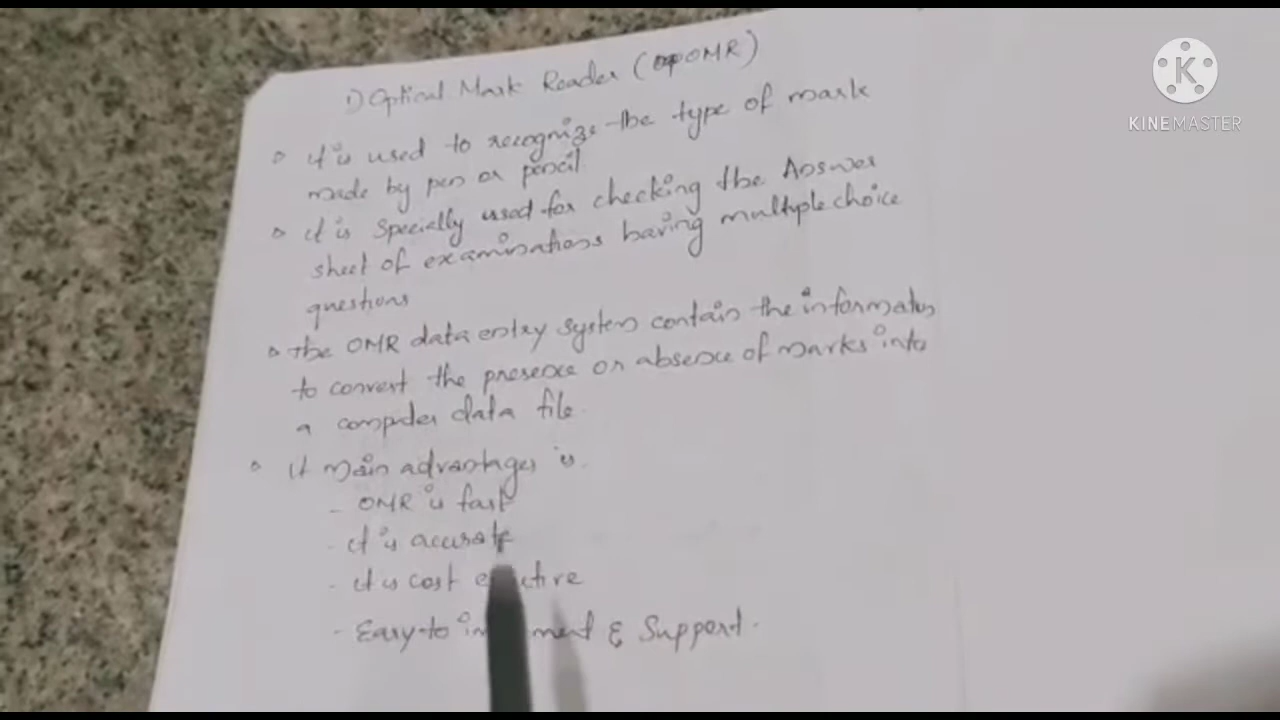 1) Optical Mark Reader (OMR)
it is used to recognize the type of mark
made by pen or pencil.
it is specially used for checking the Answer
sheet of examinations having multiple choice
questions
the OMR data entry system contain the information
to convert the presence or absence of marks into
a computer data file.
it main advantages is.
- OMR is fast
- it is accurate
- it is cost
- Easy to & Support.
KINEMASTER